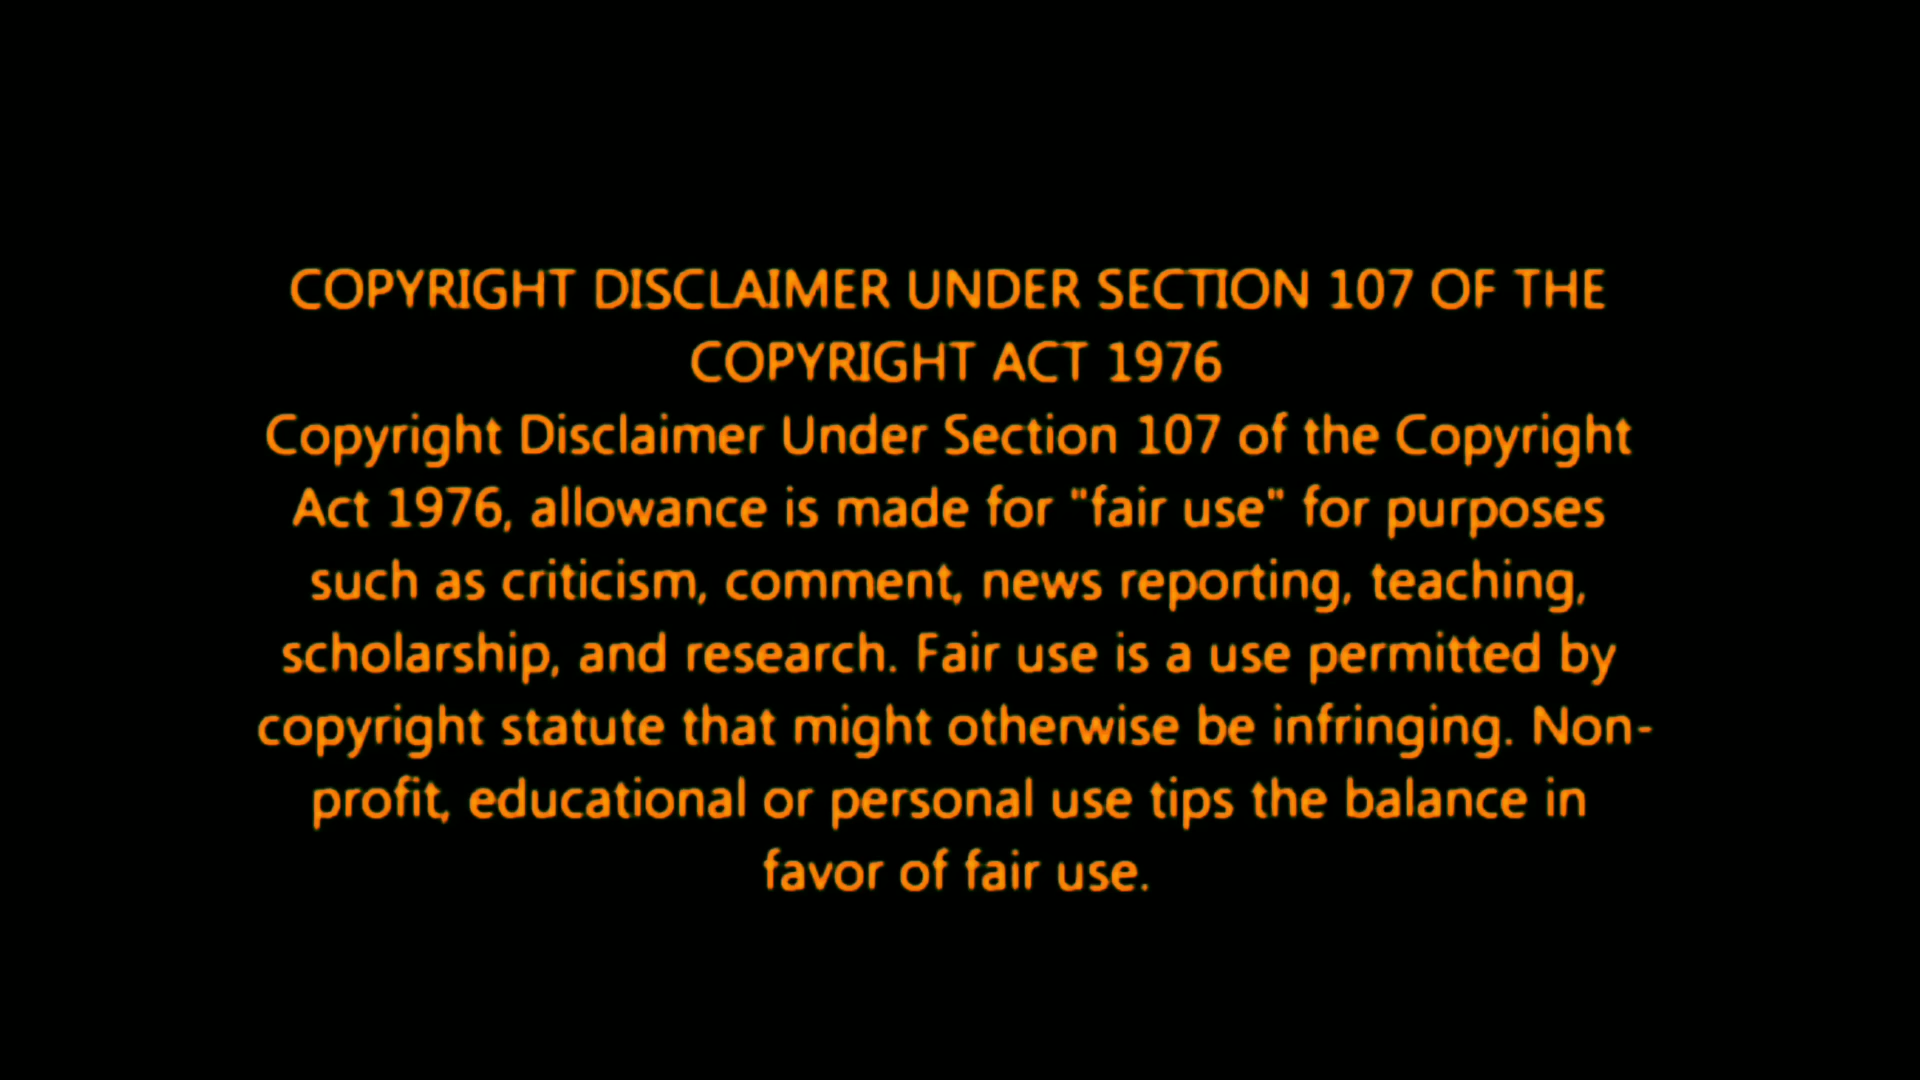 COPYRIGHT DISCLAIMER UNDER SECTION 107 OF THE
COPYRIGHT ACT 1976
Copyright Disclaimer Under Section 107 of the Copyright
Act 1976, allowance is made for "fair use" for purposes
such as criticism, comment, news reporting, teaching,
scholarship, and research. Fair use is a use permitted by
copyright statute that might otherwise be infringing. Non-
profit, educational or personal use tips the balance in
favor of fair use.